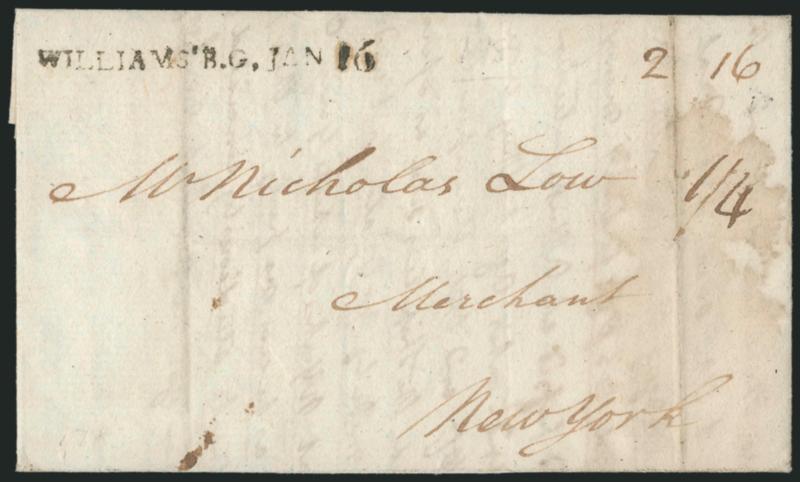 WILLIAMS'B.G, JAN 16
2 16
Mr Nicholas Low 1/4
Merchant
New York